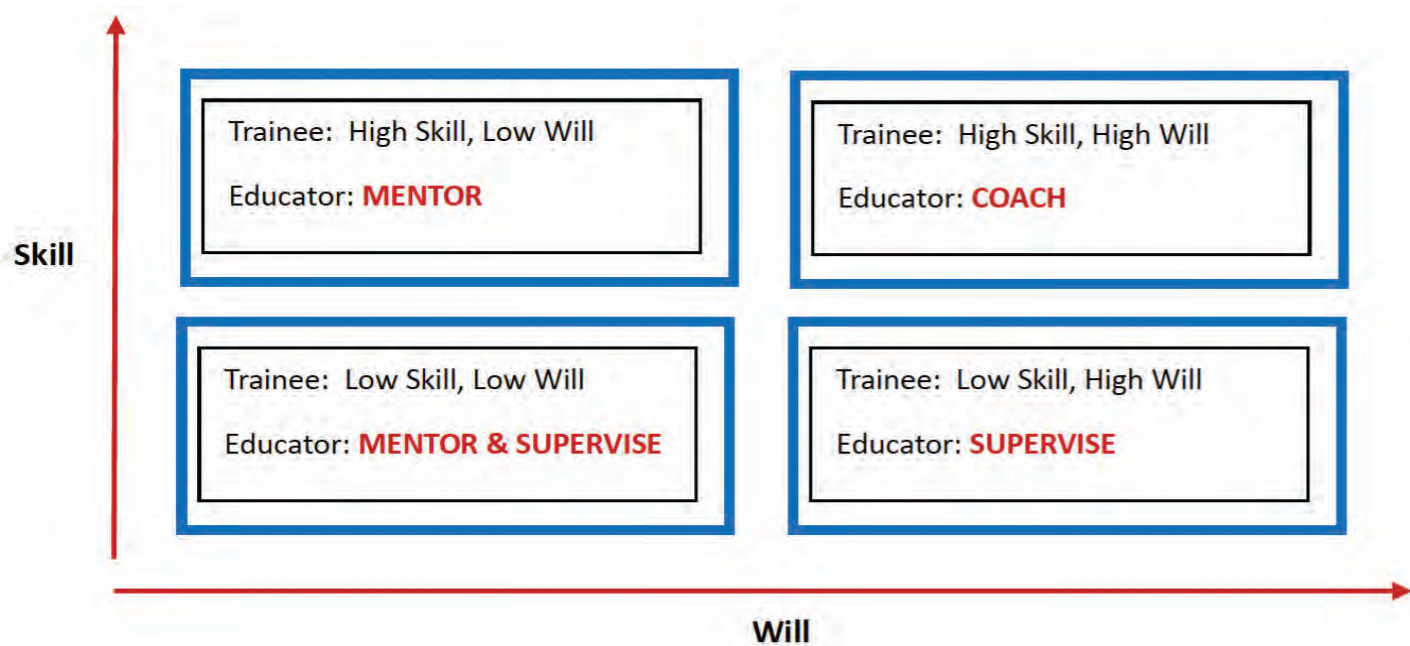 Trainee: High Skill, Low Will
Educator: MENTOR
Trainee: High Skill, High Will
Educator: COACH
Skill
Trainee: Low Skill, Low Will
Educator: MENTOR & SUPERVISE
Trainee: Low Skill, High Will
Educator: SUPERVISE
Will